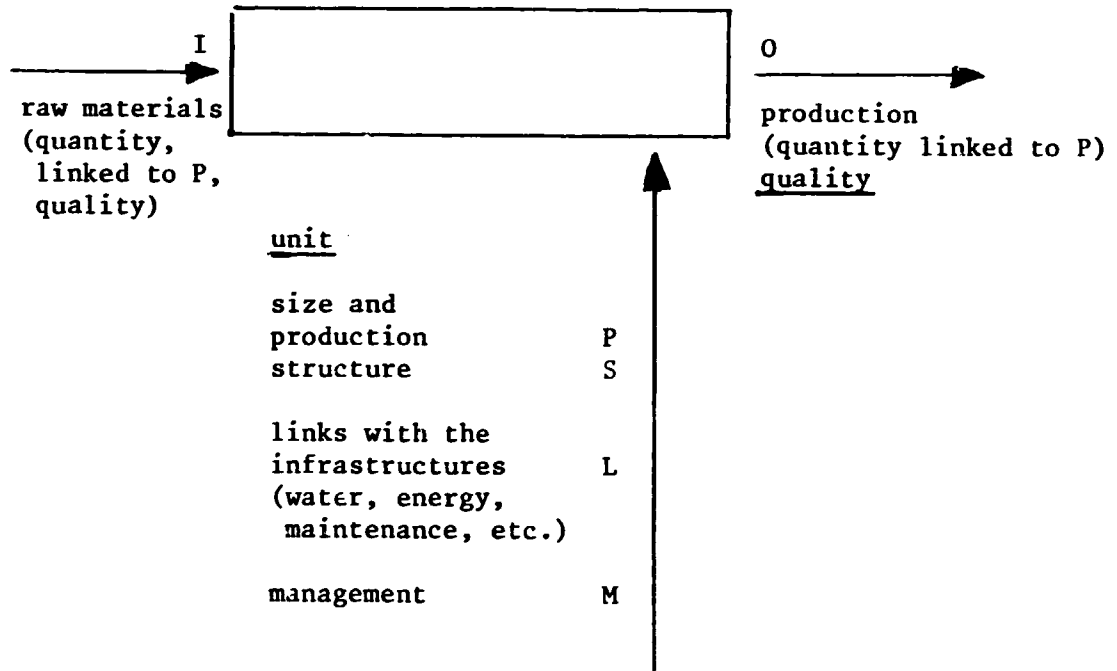 I
raw materials
(quantity,
linked to P,
quality)
O
production
(quantity linked to P)
quality
unit
size and
production P
structure S
links with the
infrastructures L
(water, energy,
maintenance, etc.)
management M